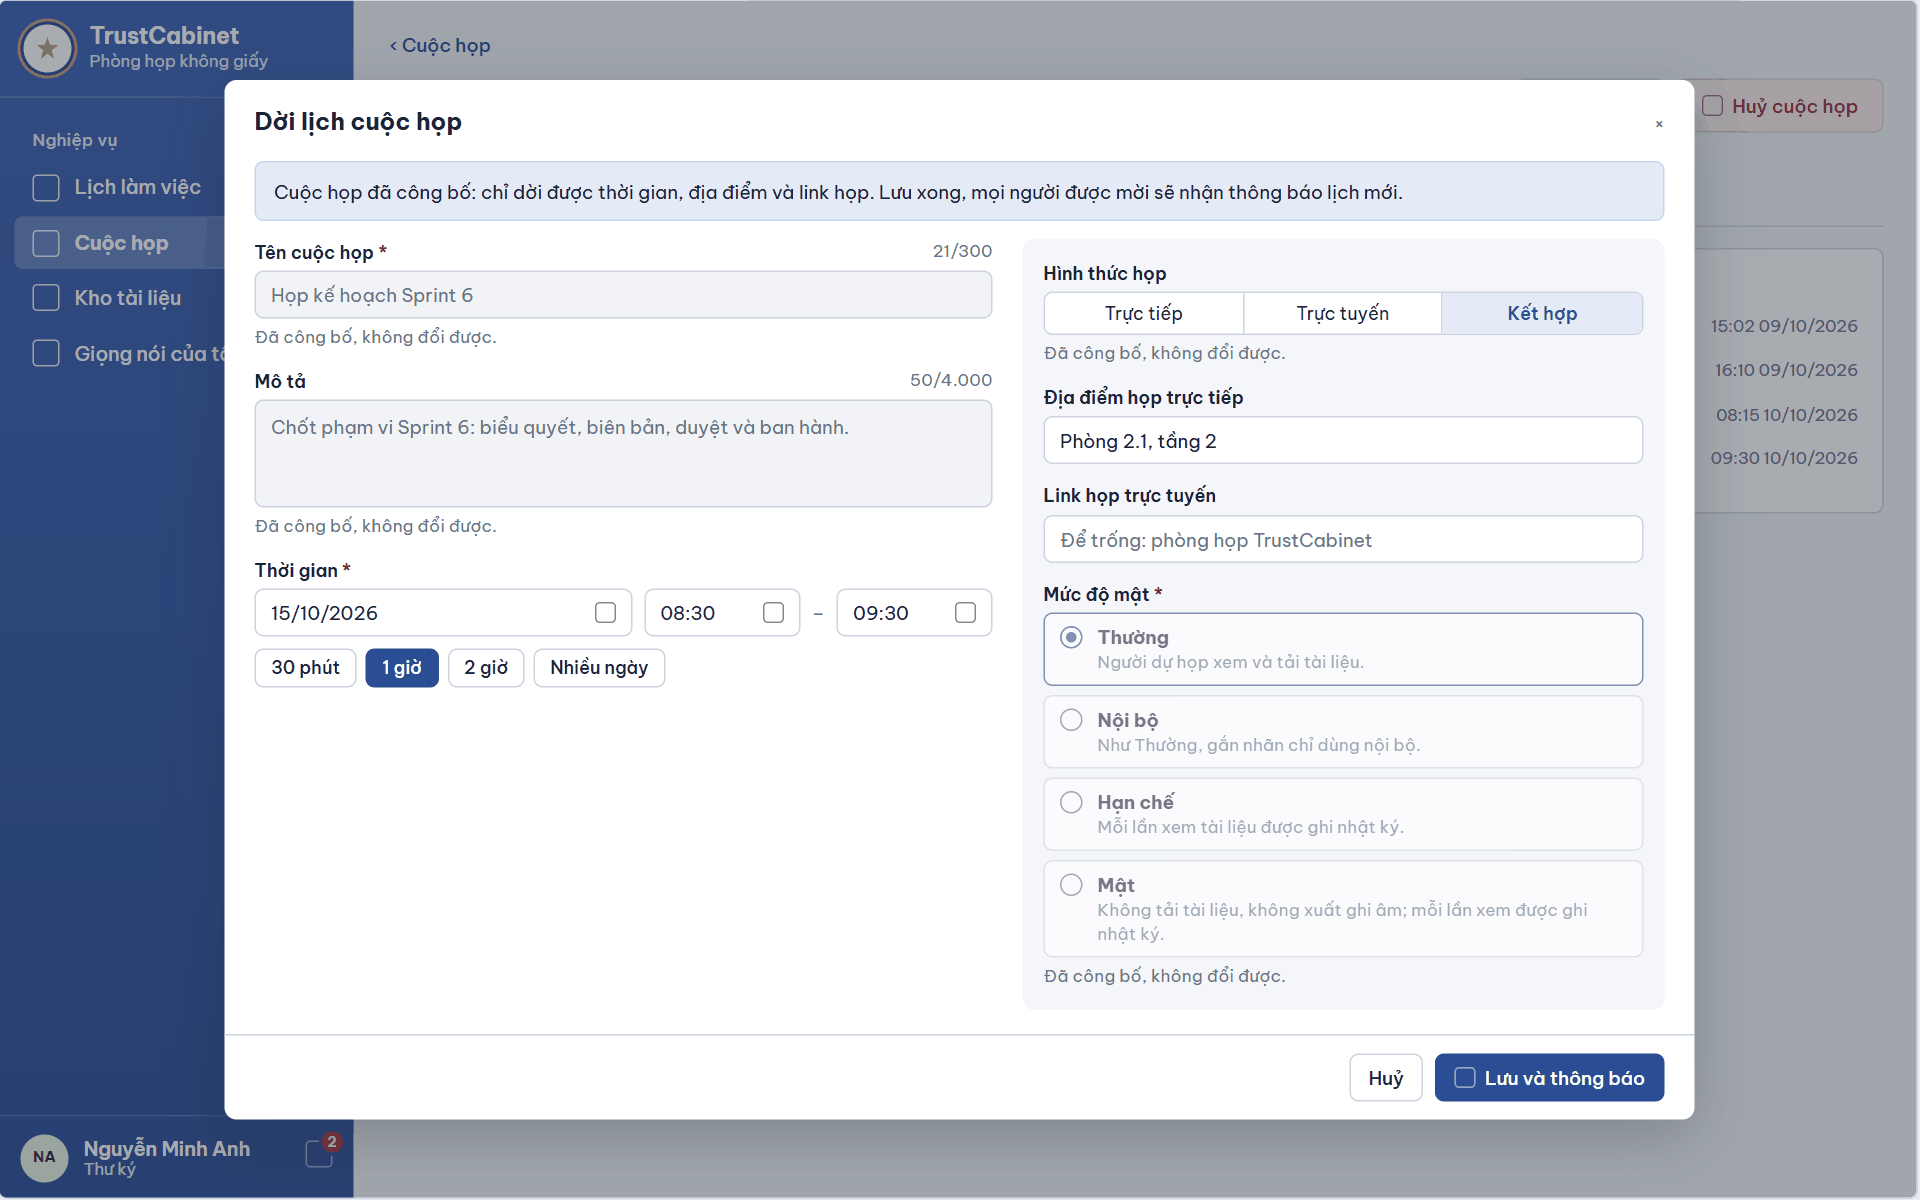 TrustCabinet
Phòng họp không giấy
Nghiệp vụ
Lịch làm việc
Cuộc họp
Kho tài liệu
Giọng nói của
Nguyễn Minh Anh
Thư ký
NA
2
‹ Cuộc họp
Huỷ cuộc họp
15:02 09/10/2026
16:10 09/10/2026
08:15 10/10/2026
09:30 10/10/2026
Dời lịch cuộc họp
×
Cuộc họp đã công bố: chỉ dời được thời gian, địa điểm và link họp. Lưu xong, mọi người được mời sẽ nhận thông báo lịch mới.
Tên cuộc họp *
21/300
Họp kế hoạch Sprint 6
Đã công bố, không đổi được.
Mô tả
50/4.000
Chốt phạm vi Sprint 6: biểu quyết, biên bản, duyệt và ban hành.
Đã công bố, không đổi được.
Thời gian *
15/10/2026
08:30
–
09:30
30 phút
1 giờ
2 giờ
Nhiều ngày
Hình thức họp
Trực tiếp
Trực tuyến
Kết hợp
Đã công bố, không đổi được.
Địa điểm họp trực tiếp
Phòng 2.1, tầng 2
Link họp trực tuyến
Để trống: phòng họp TrustCabinet
Mức độ mật *
Thường
Người dự họp xem và tải tài liệu.
Nội bộ
Như Thường, gắn nhãn chỉ dùng nội bộ.
Hạn chế
Mỗi lần xem tài liệu được ghi nhật ký.
Mật
Không tải tài liệu, không xuất ghi âm; mỗi lần xem được ghi
nhật ký.
Đã công bố, không đổi được.
Huỷ
Lưu và thông báo